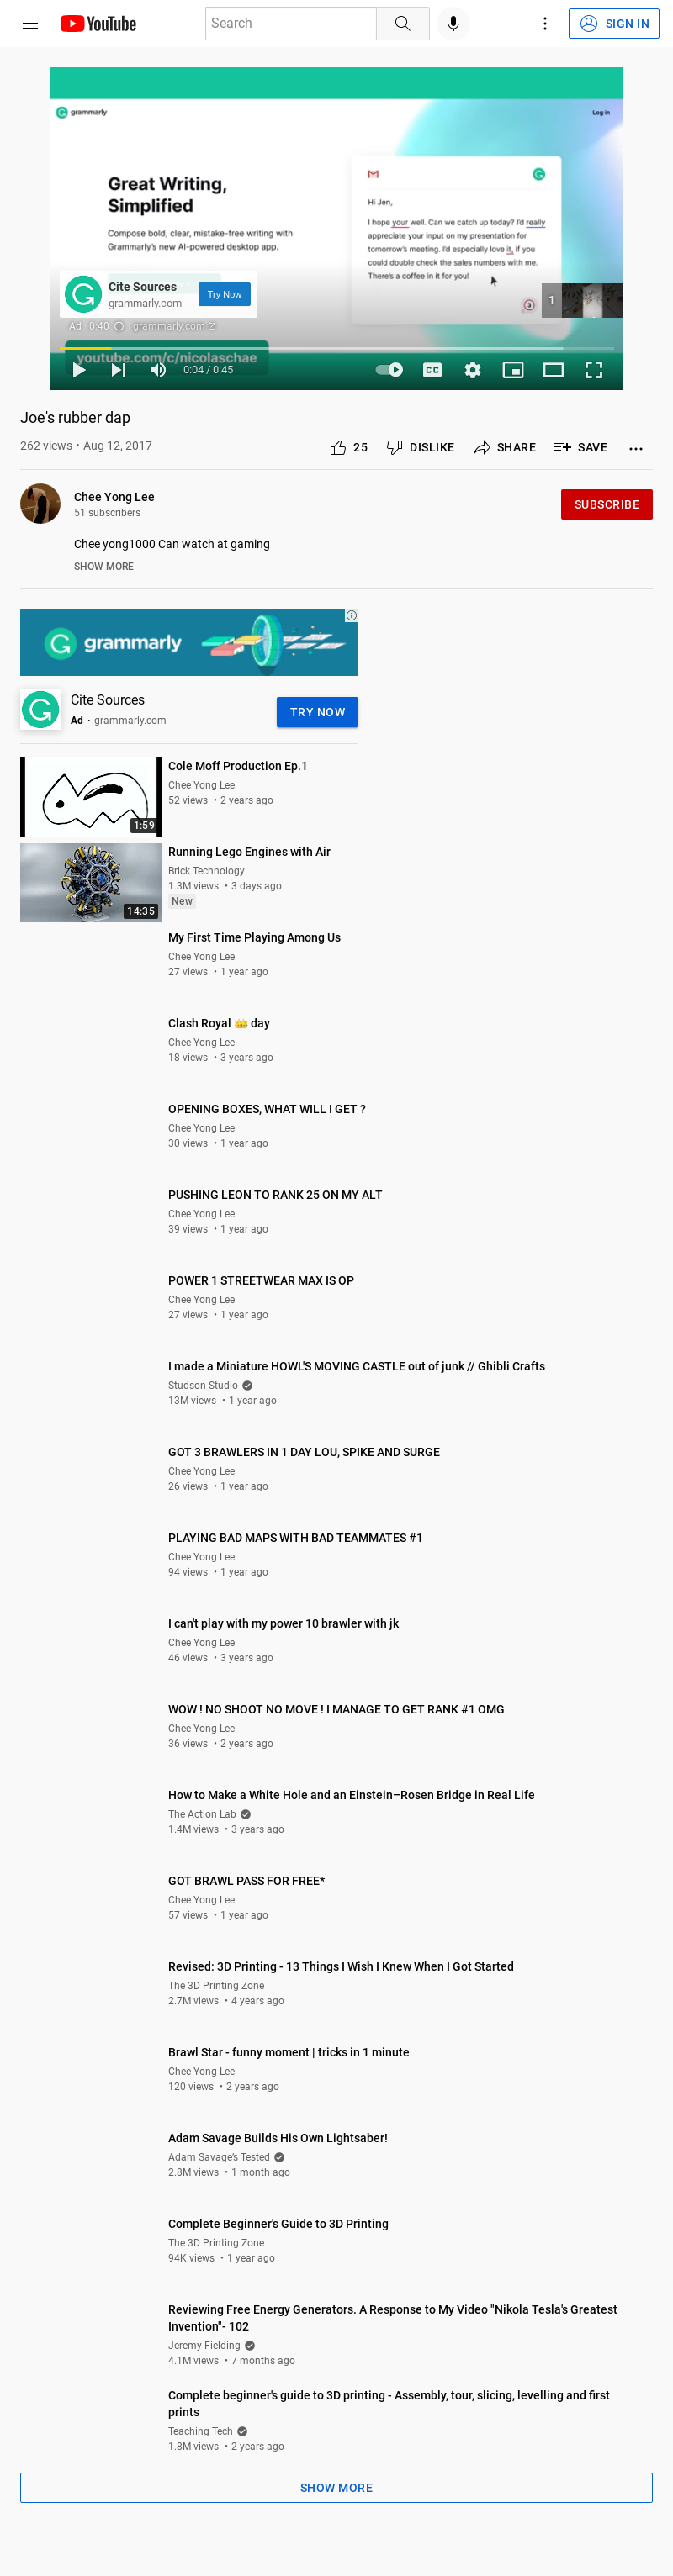 YouTube
Search
SIGN IN
grammarly
Log in
Great Writing,
Simplified
Compose bold, clear, mistake-free writing with
Grammarly's new AI-powered desktop app.
Hi Jen,
I hope your well. Can we catch up today? I'd really
appreciate your input on my presentation for
tomorrow's meeting. I'd especially love it, if you
could double check the sales numbers with me.
There's a coffee in it for you!
3
Cite Sources
grammarly.com
Try Now
1
Ad · 0:40
grammarly.com
youtube.com/c/nicolaschae
0:04 / 0:45
CC
Joe's rubber dap
262 views • Aug 12, 2017
25
DISLIKE
SHARE
SAVE
Chee Yong Lee
51 subscribers
SUBSCRIBE
Chee yong1000 Can watch at gaming
SHOW MORE
grammarly
Cite Sources
Ad • grammarly.com
TRY NOW
1:59
Cole Moff Production Ep.1
Chee Yong Lee
52 views • 2 years ago
14:35
Running Lego Engines with Air
Brick Technology
1.3M views • 3 days ago
New
My First Time Playing Among Us
Chee Yong Lee
27 views • 1 year ago
Clash Royal 👑 day
Chee Yong Lee
18 views • 3 years ago
OPENING BOXES, WHAT WILL I GET ?
Chee Yong Lee
30 views • 1 year ago
PUSHING LEON TO RANK 25 ON MY ALT
Chee Yong Lee
39 views • 1 year ago
POWER 1 STREETWEAR MAX IS OP
Chee Yong Lee
27 views • 1 year ago
I made a Miniature HOWL'S MOVING CASTLE out of junk // Ghibli Crafts
Studson Studio
13M views • 1 year ago
GOT 3 BRAWLERS IN 1 DAY LOU, SPIKE AND SURGE
Chee Yong Lee
26 views • 1 year ago
PLAYING BAD MAPS WITH BAD TEAMMATES #1
Chee Yong Lee
94 views • 1 year ago
I can't play with my power 10 brawler with jk
Chee Yong Lee
46 views • 3 years ago
WOW ! NO SHOOT NO MOVE ! I MANAGE TO GET RANK #1 OMG
Chee Yong Lee
36 views • 2 years ago
How to Make a White Hole and an Einstein–Rosen Bridge in Real Life
The Action Lab
1.4M views • 3 years ago
GOT BRAWL PASS FOR FREE*
Chee Yong Lee
57 views • 1 year ago
Revised: 3D Printing - 13 Things I Wish I Knew When I Got Started
The 3D Printing Zone
2.7M views • 4 years ago
Brawl Star - funny moment | tricks in 1 minute
Chee Yong Lee
120 views • 2 years ago
Adam Savage Builds His Own Lightsaber!
Adam Savage's Tested
2.8M views • 1 month ago
Complete Beginner's Guide to 3D Printing
The 3D Printing Zone
94K views • 1 year ago
Reviewing Free Energy Generators. A Response to My Video "Nikola Tesla's Greatest
Invention"- 102
Jeremy Fielding
4.1M views • 7 months ago
Complete beginner's guide to 3D printing - Assembly, tour, slicing, levelling and first
prints
Teaching Tech
1.8M views • 2 years ago
SHOW MORE